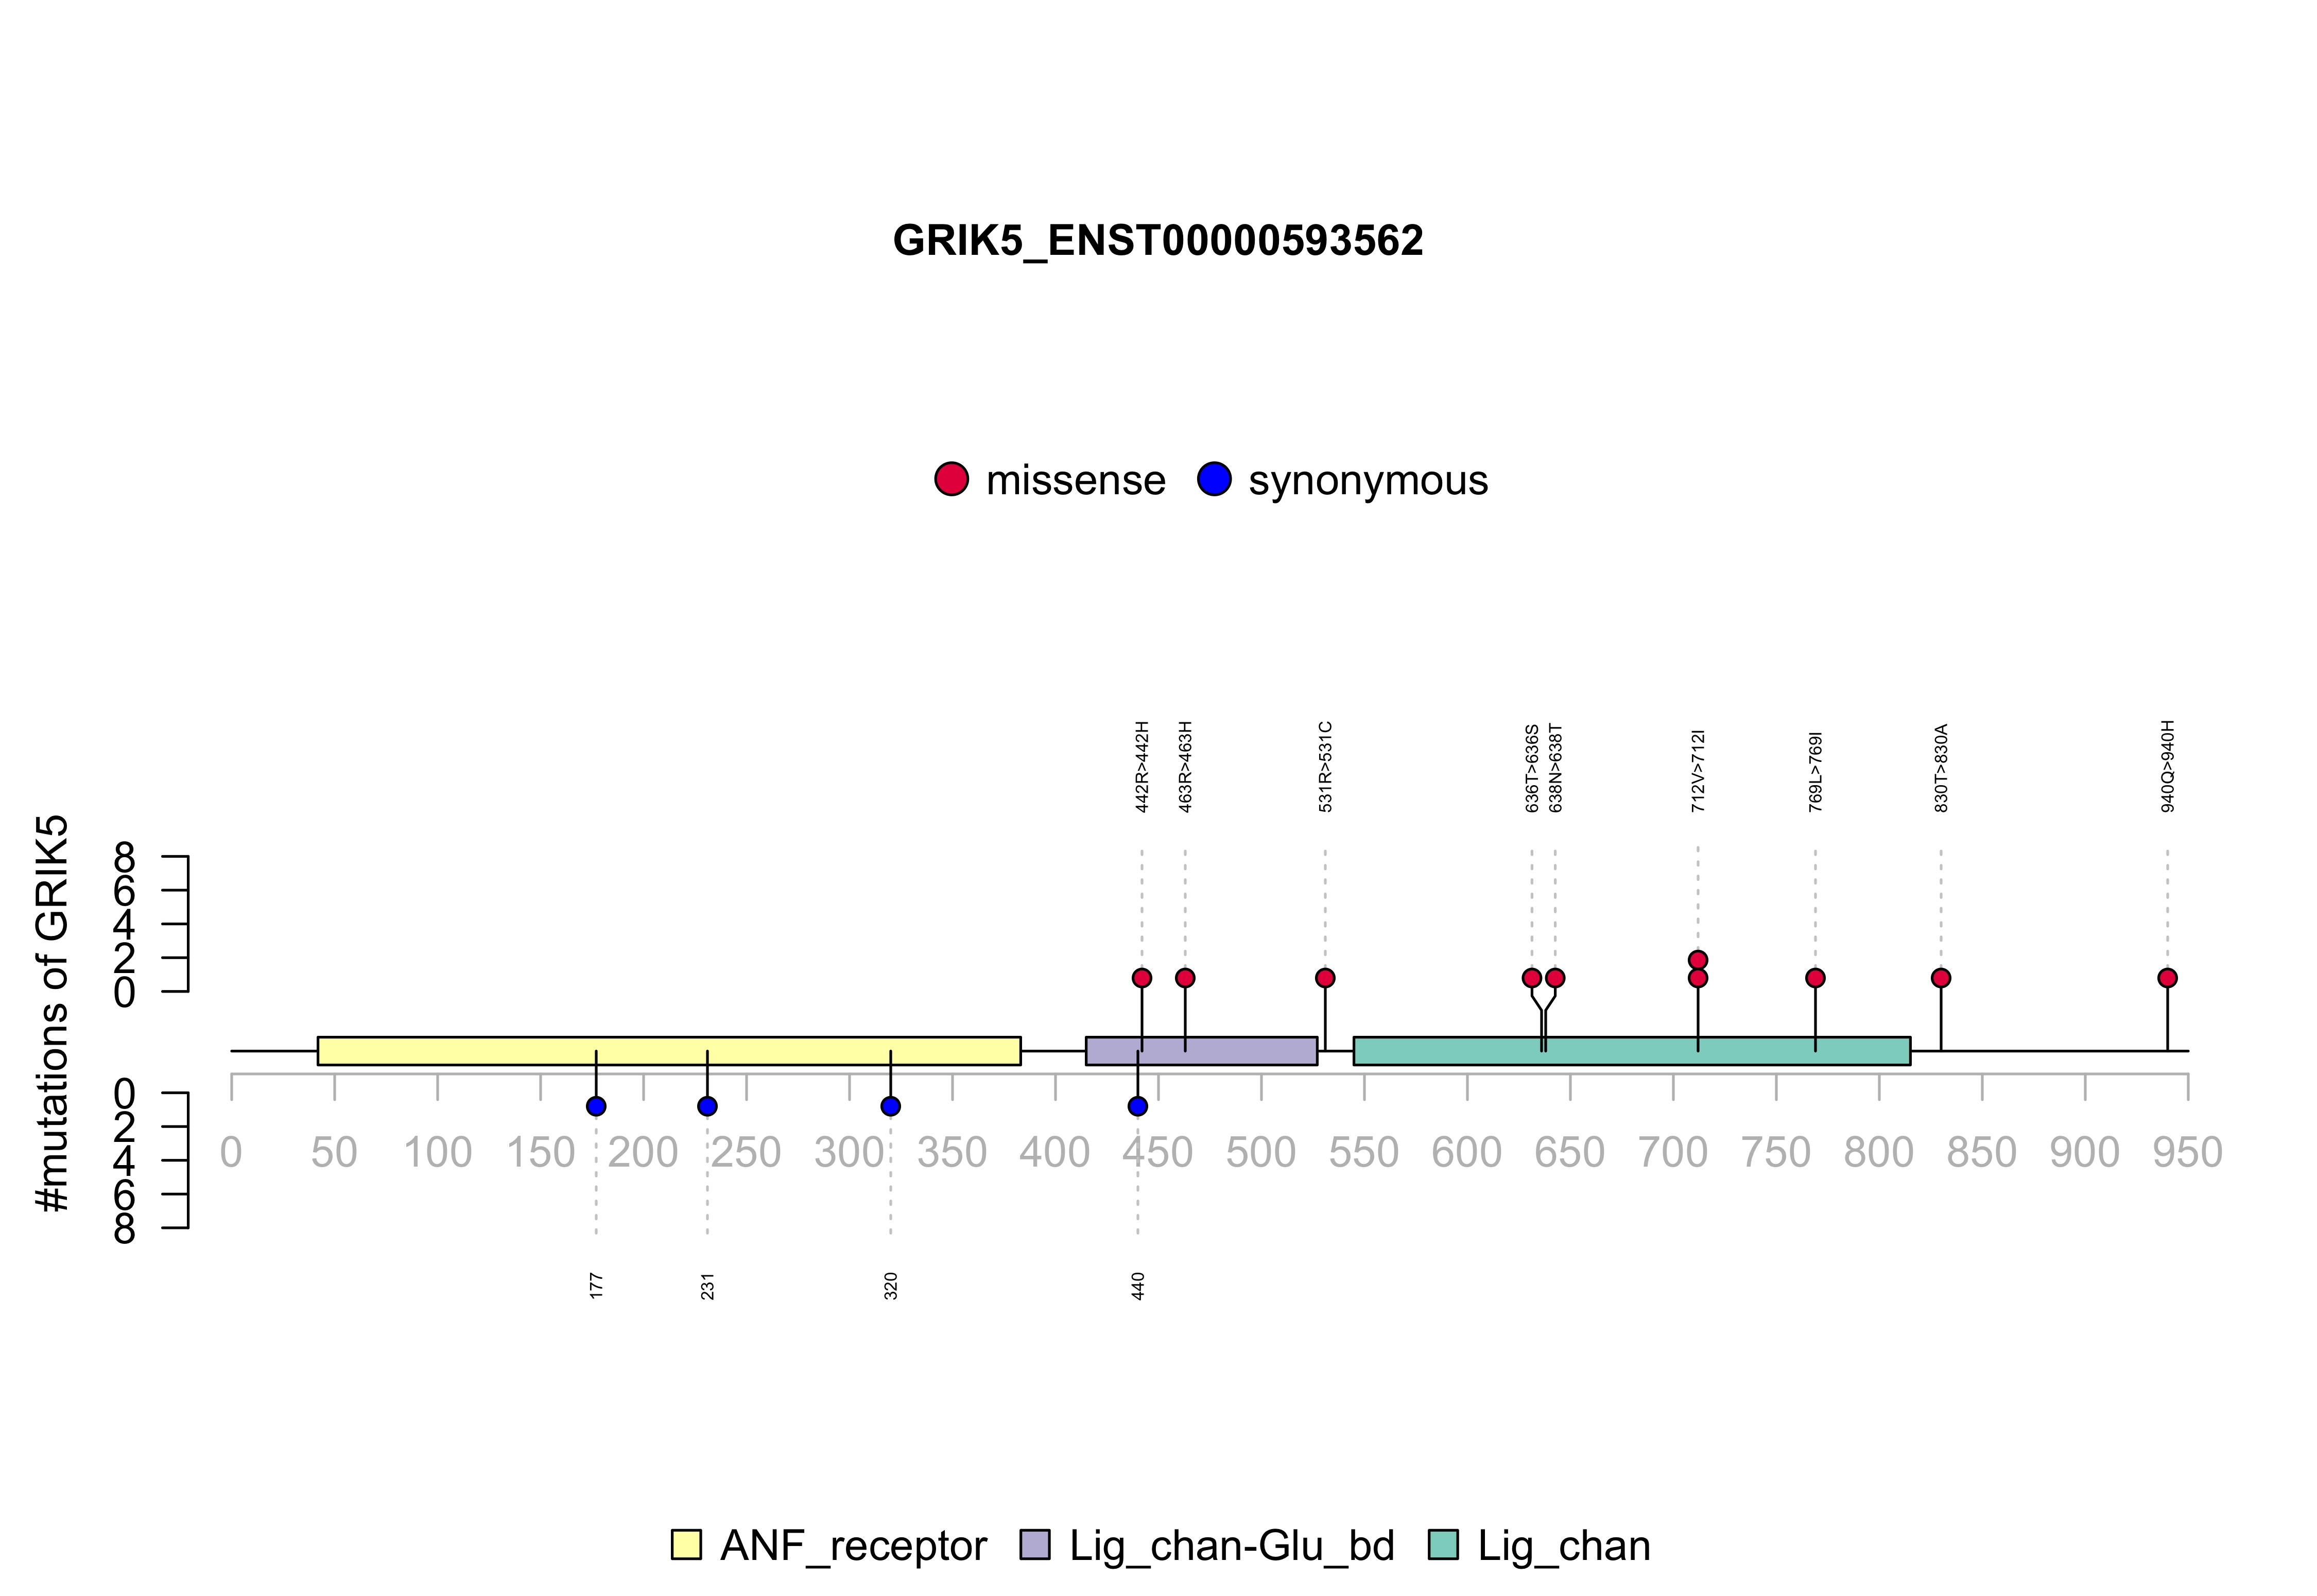 GRIK5_ENST00000593562
missense synonymous
442R>442H
463R>463H
531R>531C
636T>636S
638N>638T
712V>712I
769L>769I
830T>830A
940Q>940H
#mutations of GRIK5
8
6
4
2
0
0
2
4
6
8
0 50 100 150 200 250 300 350 400 450 500 550 600 650 700 750 800 850 900 950
177
231
320
440
ANF_receptor Lig_chan-Glu_bd Lig_chan